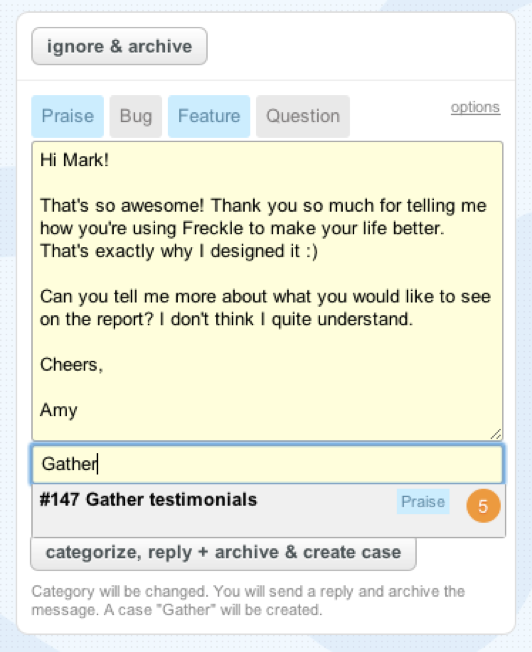 ignore & archive
Praise Bug Feature Question options
Hi Mark!
That's so awesome! Thank you so much for telling me
how you're using Freckle to make your life better.
That's exactly why I designed it :)
Can you tell me more about what you would like to see
on the report? I don't think I quite understand.
Cheers,
Amy
Gather
#147 Gather testimonials Praise 5
categorize, reply + archive & create case
Category will be changed. You will send a reply and archive the
message. A case "Gather" will be created.